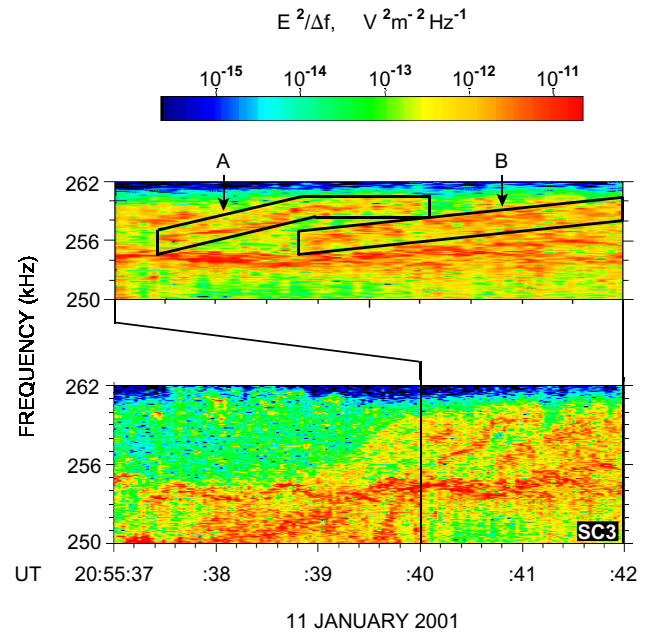 E ²/Δf, V ²m⁻² Hz⁻¹
10⁻¹⁵ 10⁻¹⁴ 10⁻¹³ 10⁻¹² 10⁻¹¹
A B
262
256
250
FREQUENCY (kHz)
262
256
250
SC3
UT 20:55:37 :38 :39 :40 :41 :42
11 JANUARY 2001